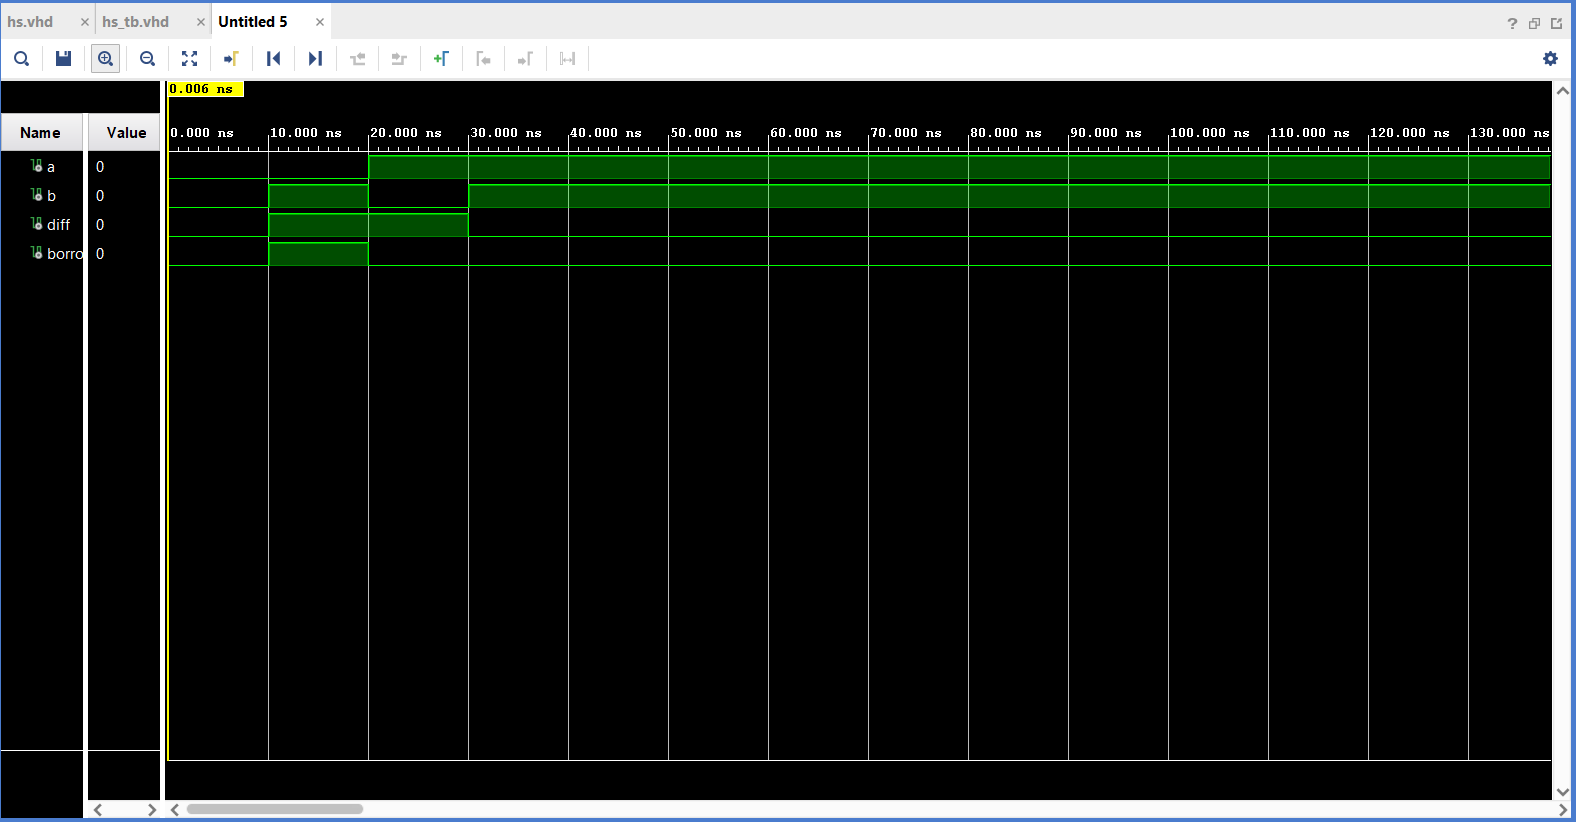 hs.vhd × hs_tb.vhd × Untitled 5 × ?
0.006 ns
Name Value 0.000 ns 10.000 ns 20.000 ns 30.000 ns 40.000 ns 50.000 ns 60.000 ns 70.000 ns 80.000 ns 90.000 ns 100.000 ns 110.000 ns 120.000 ns 130.000 ns
a 0
b 0
diff 0
borro 0